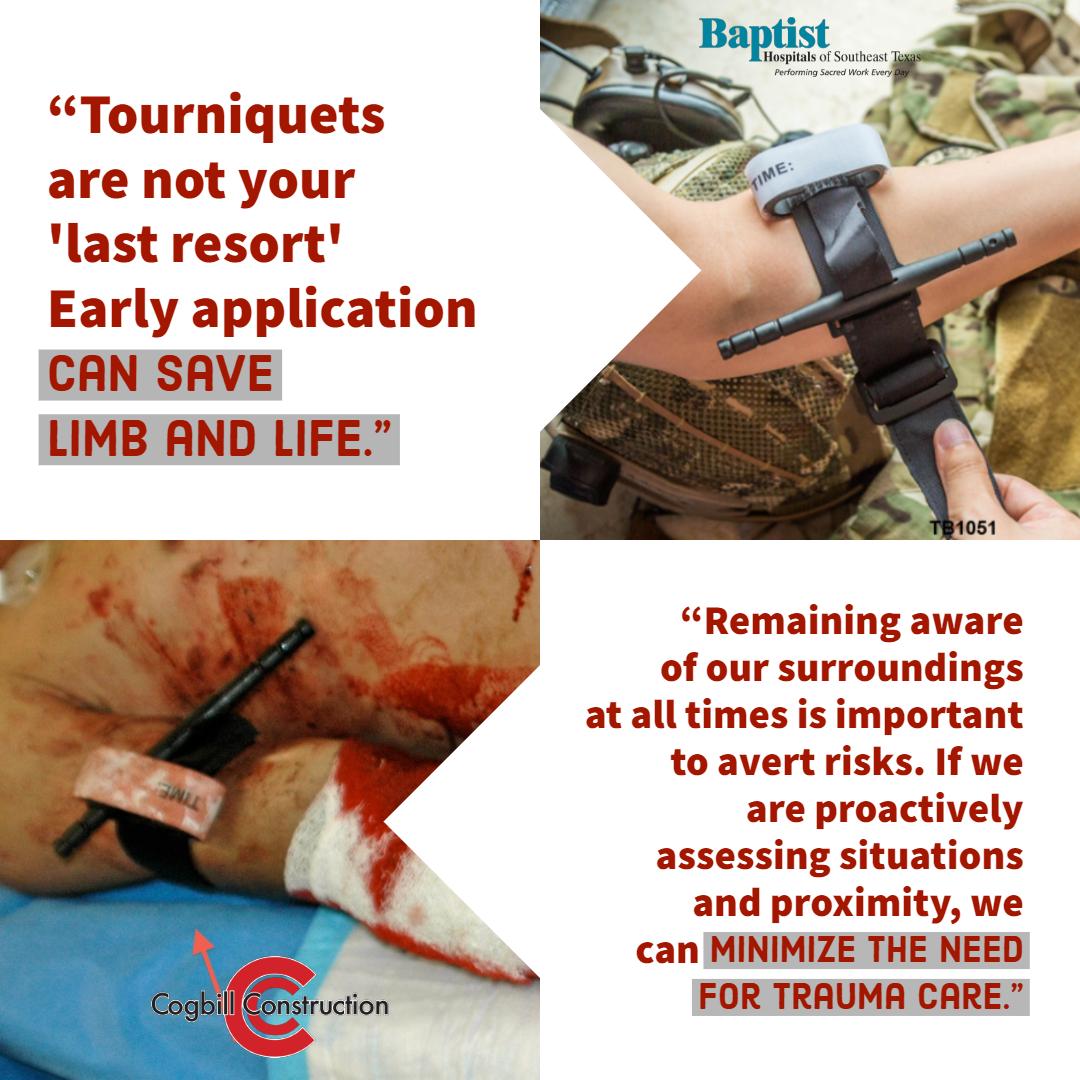 “Tourniquets
are not your
'last resort'
Early application
CAN SAVE
LIMB AND LIFE.”
Baptist
Hospitals of Southeast Texas
Performing Sacred Work Every Day
TIME:
TB1051
TIME:
Cogbill Construction
“Remaining aware
of our surroundings
at all times is important
to avert risks. If we
are proactively
assessing situations
and proximity, we
can MINIMIZE THE NEED
FOR TRAUMA CARE.”